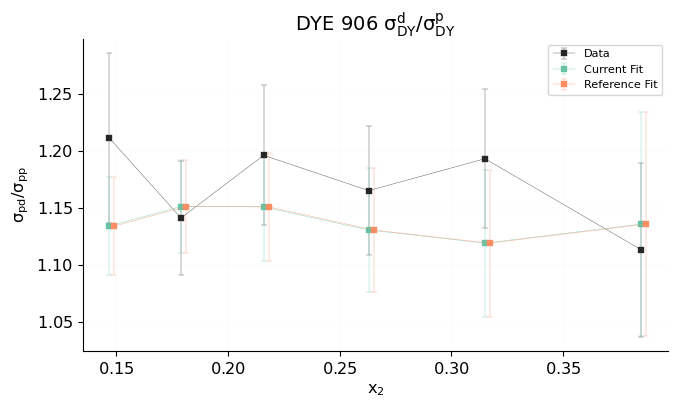 DYE 906 σ^d_DY/σ^p_DY
Data
Current Fit
Reference Fit
σ_pd/σ_pp
1.25
1.20
1.15
1.10
1.05
0.15 0.20 0.25 0.30 0.35
x_2